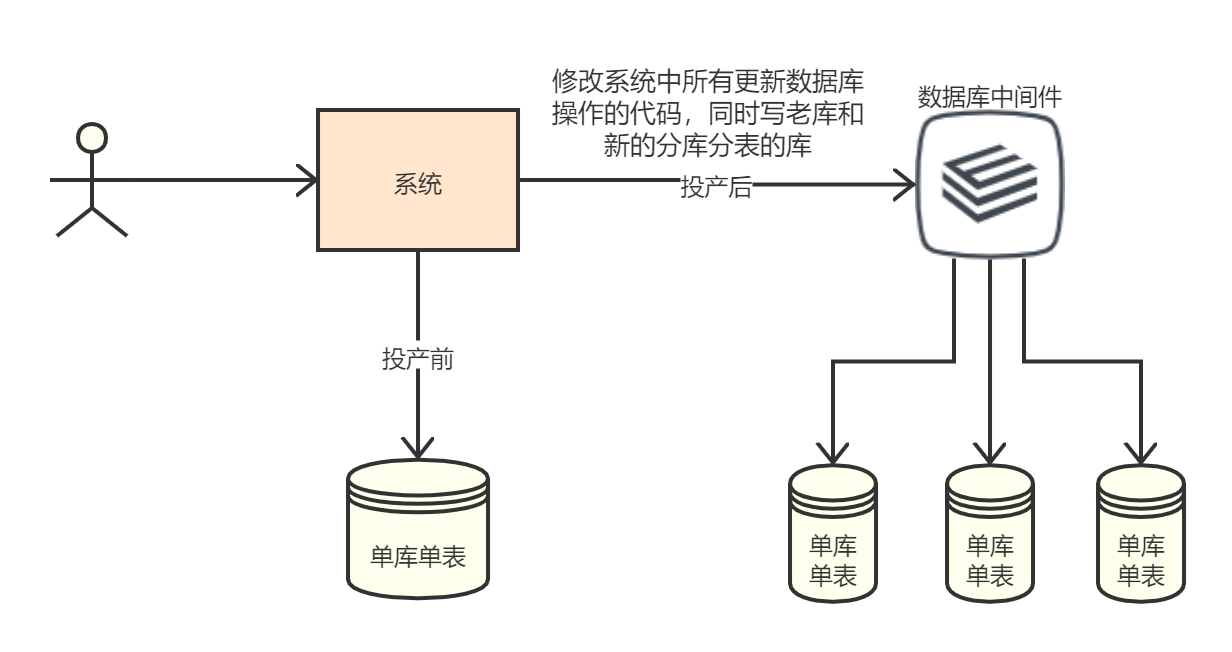 修改系统中所有更新数据库
操作的代码，同时写老库和
新的分库分表的库
数据库中间件
系统
投产后
投产前
单库单表
单库
单表
单库
单表
单库
单表